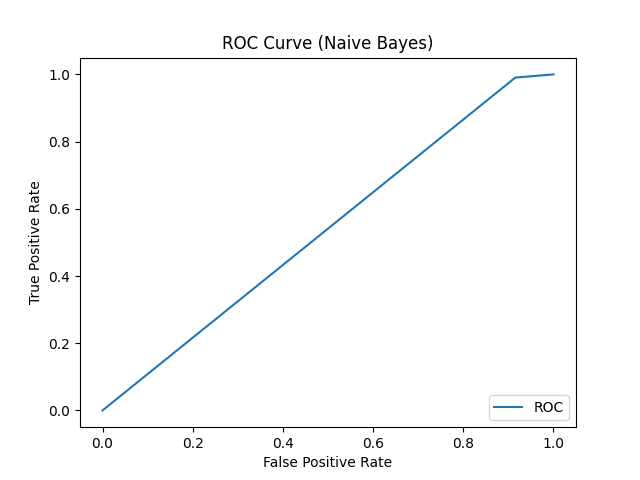 ROC Curve (Naive Bayes)
1.0
0.8
0.6
0.4
0.2
0.0
True Positive Rate
ROC
0.0 0.2 0.4 0.6 0.8 1.0
False Positive Rate